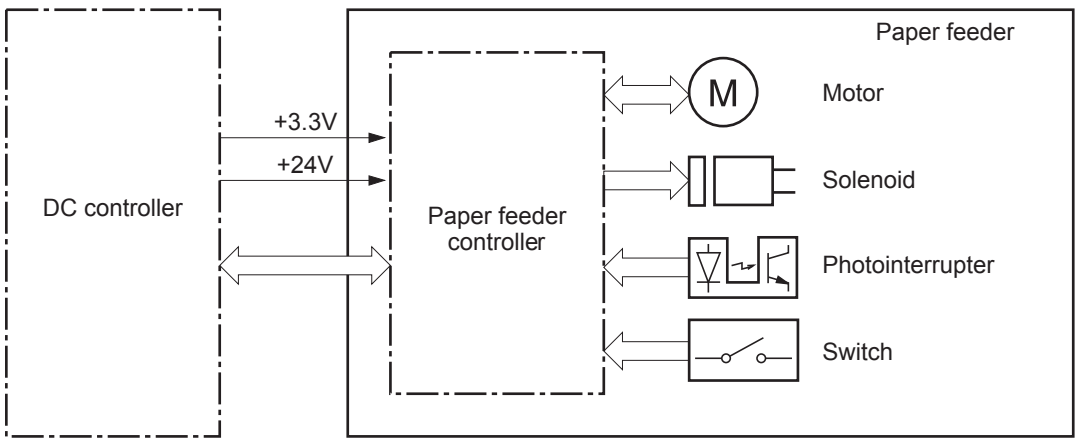 Paper feeder
M
Motor
+3.3V
+24V
Solenoid
DC controller
Paper feeder
controller
Photointerrupter
Switch